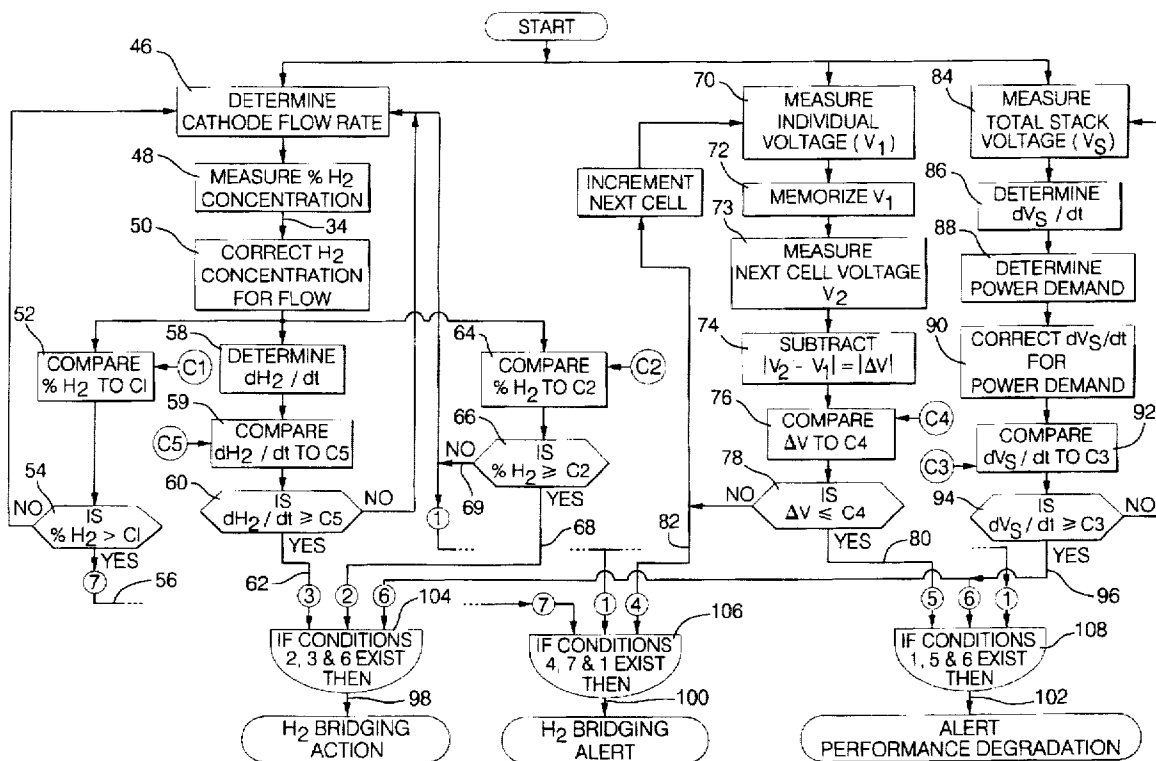 START
46
DETERMINE
CATHODE FLOW RATE
48
MEASURE % H2
CONCENTRATION
34
50
CORRECT H2
CONCENTRATION
FOR FLOW
52
COMPARE
% H2 TO CI
C1
58
DETERMINE
dH2 / dt
59
COMPARE
dH2 / dt TO C5
C5
54
NO
IS
% H2 > CI
YES
7
56
60
IS
dH2 / dt ≥ C5
NO
YES
62
64
COMPARE
% H2 TO C2
C2
66
NO
IS
% H2 ≥ C2
69
YES
68
1
INCREMENT
NEXT CELL
70
MEASURE
INDIVIDUAL
VOLTAGE (V1)
72
MEMORIZE V1
73
MEASURE
NEXT CELL VOLTAGE
V2
74
SUBTRACT
|V2 - V1| = |ΔV|
76
COMPARE
ΔV TO C4
C4
78
NO
IS
ΔV ≤ C4
YES
80
82
84
MEASURE
TOTAL STACK
VOLTAGE (VS)
86
DETERMINE
dVS / dt
88
DETERMINE
POWER DEMAND
90
CORRECT dVS/dt
FOR
POWER DEMAND
92
COMPARE
dVS / dt TO C3
C3
94
IS
dVS / dt ≥ C3
NO
YES
96
3
2
6
104
IF CONDITIONS
2, 3 & 6 EXIST
THEN
98
H2 BRIDGING
ACTION
7
1
4
106
IF CONDITIONS
4, 7 & 1 EXIST
THEN
100
H2 BRIDGING
ALERT
5
6
1
108
IF CONDITIONS
1, 5 & 6 EXIST
THEN
102
ALERT
PERFORMANCE DEGRADATION